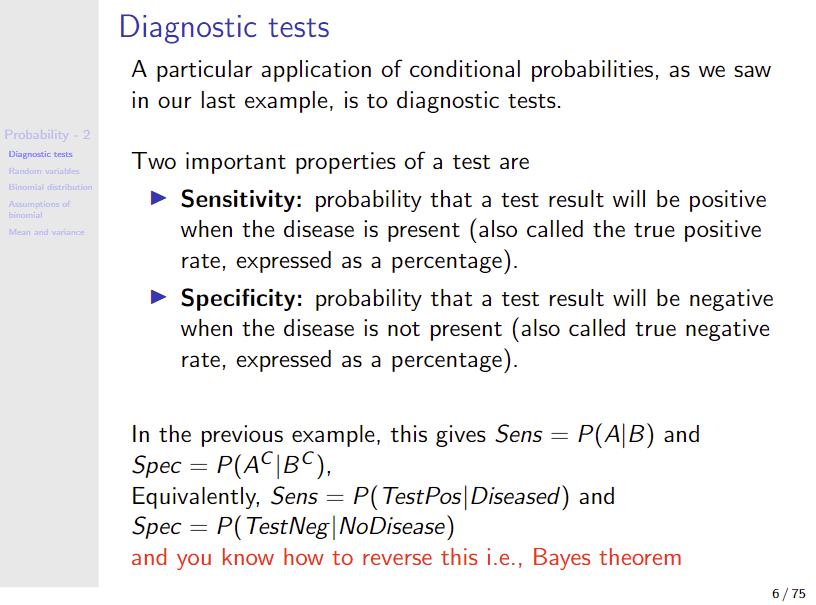 Diagnostic tests
A particular application of conditional probabilities, as we saw
in our last example, is to diagnostic tests.
Probability - 2
Diagnostic tests
Random variables
Binomial distribution
Assumptions of
binomial
Mean and variance
Two important properties of a test are
▶ Sensitivity: probability that a test result will be positive
when the disease is present (also called the true positive
rate, expressed as a percentage).
▶ Specificity: probability that a test result will be negative
when the disease is not present (also called true negative
rate, expressed as a percentage).
In the previous example, this gives Sens = P(A|B) and
Spec = P(A^C|B^C),
Equivalently, Sens = P(TestPos|Diseased) and
Spec = P(TestNeg|NoDisease)
and you know how to reverse this i.e., Bayes theorem
6 / 75